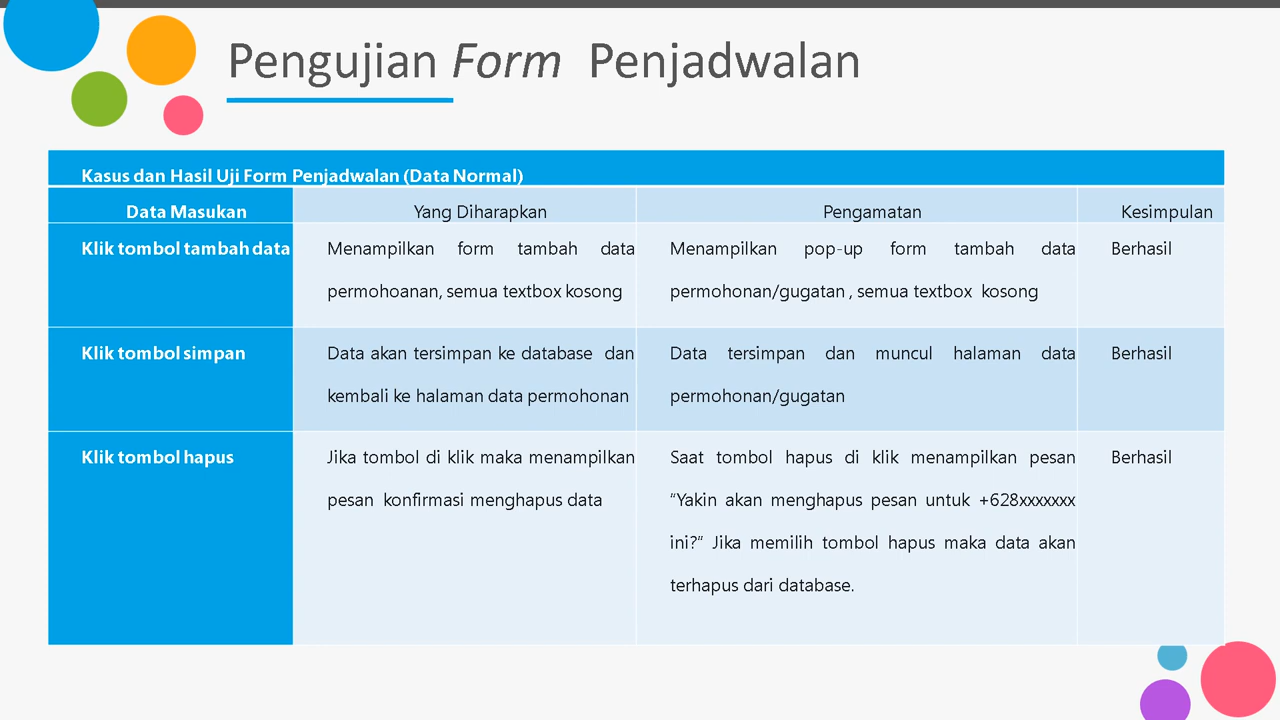 Pengujian Form Penjadwalan
Kasus dan Hasil Uji Form Penjadwalan (Data Normal)
Data Masukan
Yang Diharapkan
Pengamatan
Kesimpulan
Klik tombol tambah data
Menampilkan form tambah data
permohoanan, semua textbox kosong
Menampilkan pop-up form tambah data
permohonan/gugatan , semua textbox kosong
Berhasil
Klik tombol simpan
Data akan tersimpan ke database dan
kembali ke halaman data permohonan
Data tersimpan dan muncul halaman data
permohonan/gugatan
Berhasil
Klik tombol hapus
Jika tombol di klik maka menampilkan
pesan konfirmasi menghapus data
Saat tombol hapus di klik menampilkan pesan
"Yakin akan menghapus pesan untuk +628xxxxxxx
ini?" Jika memilih tombol hapus maka data akan
terhapus dari database.
Berhasil